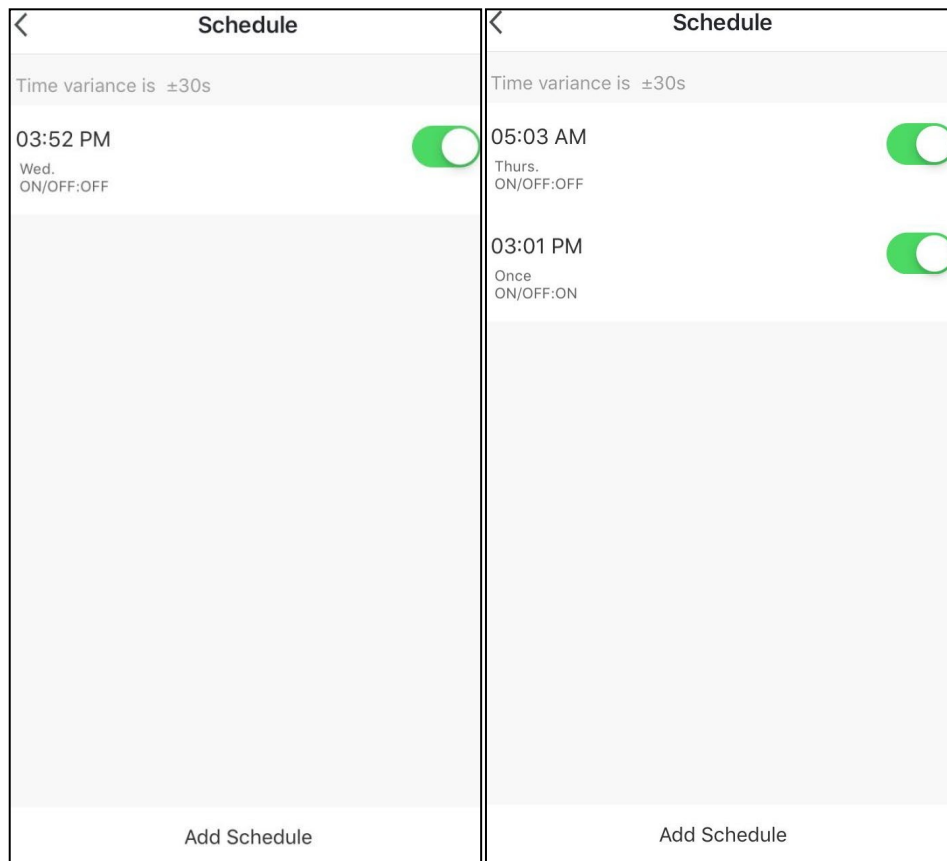 Schedule
Time variance is ±30s
03:52 PM
Wed.
ON/OFF:OFF
Add Schedule
Schedule
Time variance is ±30s
05:03 AM
Thurs.
ON/OFF:OFF
03:01 PM
Once
ON/OFF:ON
Add Schedule